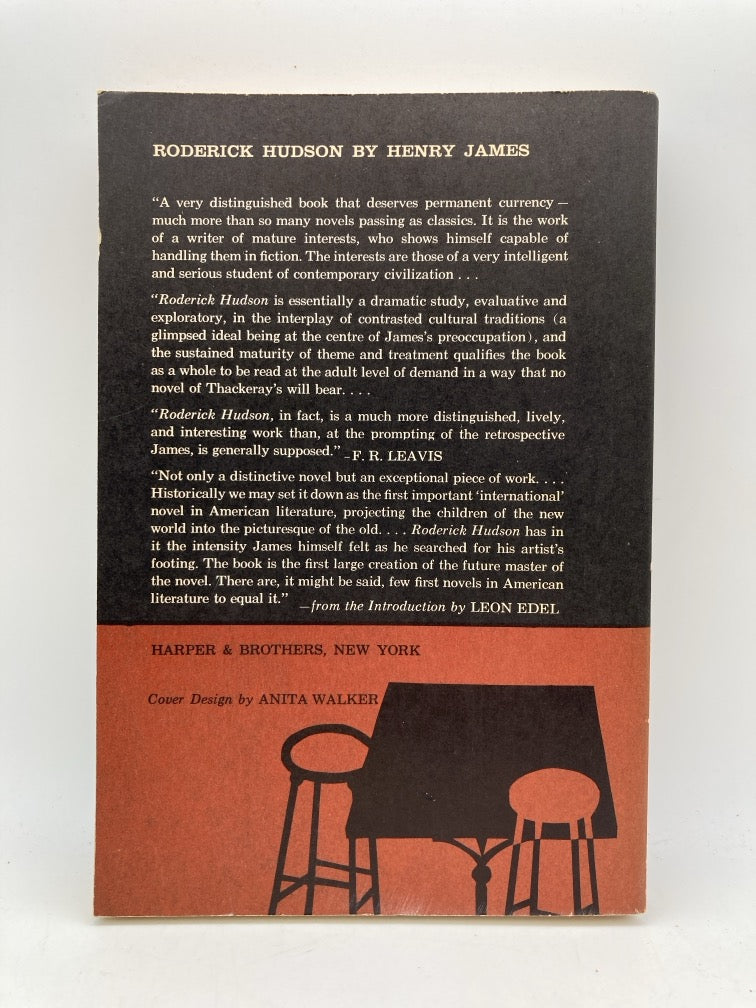 RODERICK HUDSON BY HENRY JAMES
“A very distinguished book that deserves permanent currency —
much more than so many novels passing as classics. It is the work
of a writer of mature interests, who shows himself capable of
handling them in fiction. The interests are those of a very intelligent
and serious student of contemporary civilization . . .
“Roderick Hudson is essentially a dramatic study, evaluative and
exploratory, in the interplay of contrasted cultural traditions (a
glimpsed ideal being at the centre of James’s preoccupation), and
the sustained maturity of theme and treatment qualifies the book
as a whole to be read at the adult level of demand in a way that no
novel of Thackeray’s will bear. . . .
“Roderick Hudson, in fact, is a much more distinguished, lively,
and interesting work than, at the prompting of the retrospective
James, is generally supposed.” –F. R. LEAVIS
“Not only a distinctive novel but an exceptional piece of work. . . .
Historically we may set it down as the first important ‘international’
novel in American literature, projecting the children of the new
world into the picturesque of the old. . . . Roderick Hudson has in
it the intensity James himself felt as he searched for his artist’s
footing. The book is the first large creation of the future master of
the novel. There are, it might be said, few first novels in American
literature to equal it.” —from the Introduction by LEON EDEL
HARPER & BROTHERS, NEW YORK
Cover Design by ANITA WALKER